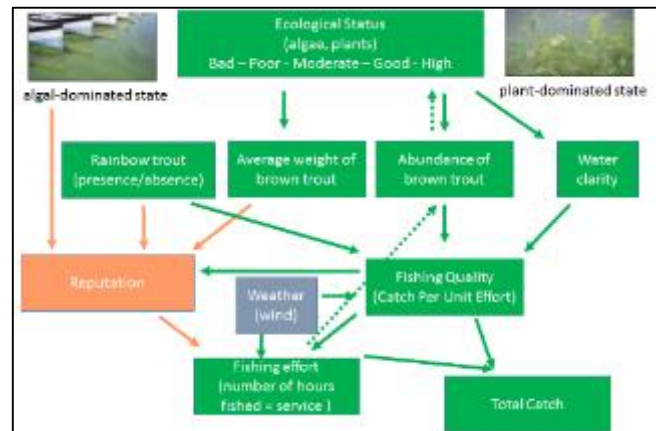 Ecological Status
(algae, plants)
Bad – Poor - Moderate – Good - High
algal-dominated state
plant-dominated state
Rainbow trout
(presence/absence)
Average weight of
brown trout
Abundance of
brown trout
Water
clarity
Reputation
Weather
(wind)
Fishing Quality
(Catch Per Unit Effort)
Fishing effort
(number of hours
fished = service )
Total Catch